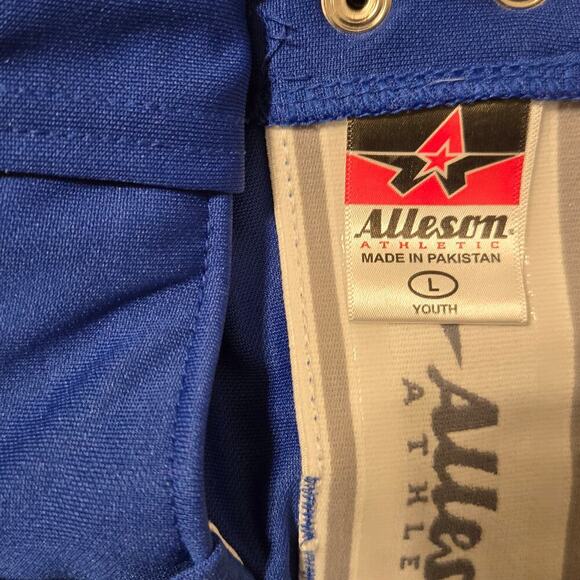 Alleson
ATHLETIC
MADE IN PAKISTAN
L
YOUTH
Alles
ATHLE